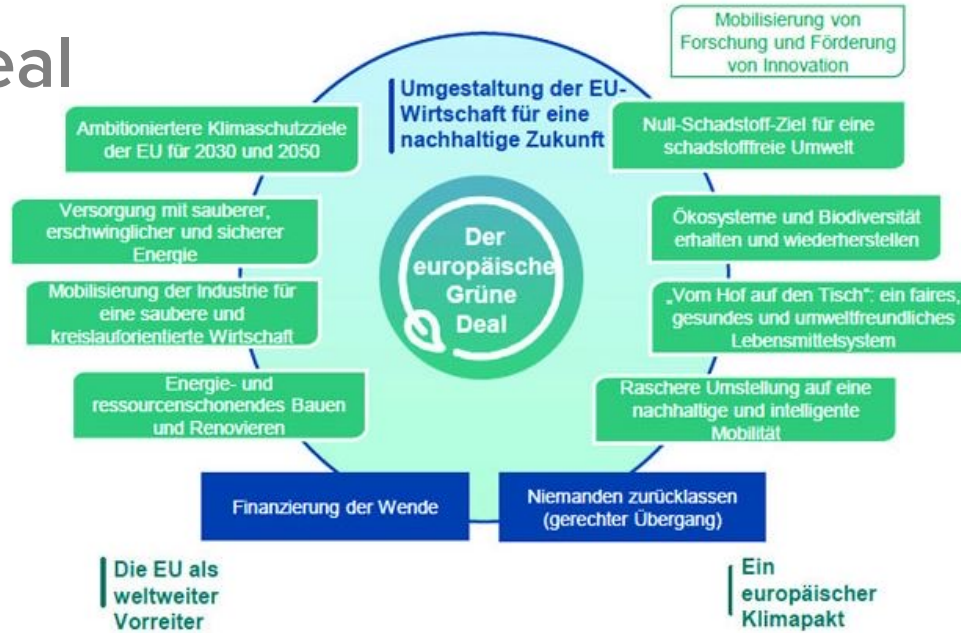 eal
Mobilisierung von
Forschung und Förderung
von Innovation
Umgestaltung der EU-
Wirtschaft für eine
nachhaltige Zukunft
Ambitioniertere Klimaschutzziele
der EU für 2030 und 2050
Null-Schadstoff-Ziel für eine
schadstofffreie Umwelt
Versorgung mit sauberer,
erschwinglicher und sicherer
Energie
Ökosysteme und Biodiversität
erhalten und wiederherstellen
Der
europäische
Grüne
Deal
Mobilisierung der Industrie für
eine saubere und
kreislauforientierte Wirtschaft
„Vom Hof auf den Tisch“: ein faires,
gesundes und umweltfreundliches
Lebensmittelsystem
Energie- und
ressourcenschonendes Bauen
und Renovieren
Raschere Umstellung auf eine
nachhaltige und intelligente
Mobilität
Finanzierung der Wende
Niemanden zurücklassen
(gerechter Übergang)
Die EU als
weltweiter
Vorreiter
Ein
europäischer
Klimapakt